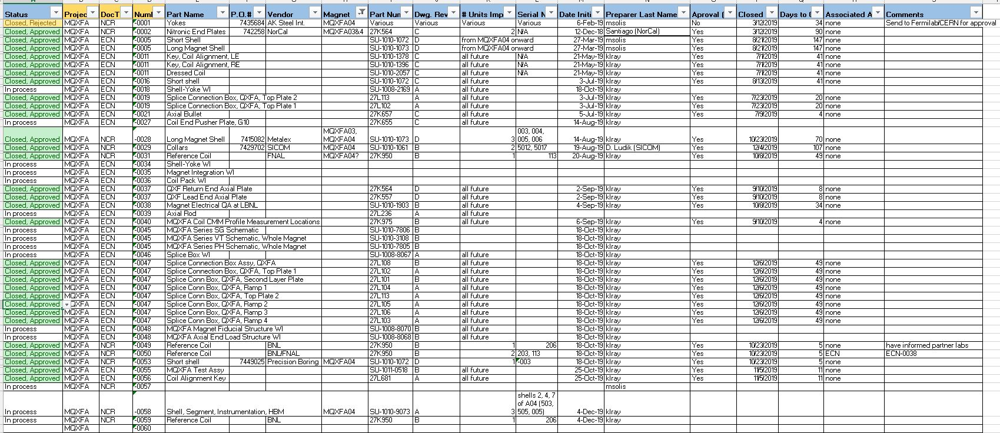 Status Projec DocT Numl Part Name P.O.# Vendor Magnet Part Nun Dwg. Rev # Units Imp Serial N Date Initi Preparer Last Name Aproval ( Closed Days to ( Associated A Comments
Closed, Rejected MQXFA NCR -0001 Yokes 7435684 AK Steel Int. MQXFA04 Various Various Various Various 6-Feb-19 msolis No 3/12/2019 34 none Send to Fermilab/CERN for approval
Closed, Approved MQXFA NCR -0002 Nitronic End Plates 742258 NorCal MQXFA03&4 27K564 C 2 N/A 12-Dec-18 Santiago (NorCal) Yes 3/12/2019 90 none
Closed, Approved MQXFA ECN -0005 Short Shell SU-1010-1072 D from MQXFA04 onward 27-Mar-19 msolis Yes 8/21/2019 147 none
Closed, Approved MQXFA ECN -0005 Long Magnet Shell SU-1010-1073 D from MQXFA04 onward 27-Mar-19 msolis Yes 8/21/2019 147 none
Closed, Approved MQXFA ECN -0011 Key, Coil Alignment, LE SU-1010-1378 C all future N/A 21-May-19 klray Yes 7/1/2019 41 none
Closed, Approved MQXFA ECN -0011 Key, Coil Alignment, RE SU-1010-1396 C all future N/A 21-May-19 klray Yes 7/1/2019 41 none
Closed, Approved MQXFA ECN -0011 Dressed Coil SU-1010-2057 C all future N/A 21-May-19 klray Yes 7/1/2019 41 none
Closed, Approved MQXFA ECN -0016 Short shell SU-1010-1072 C all future 3-Jul-19 klray Yes 8/13/2019 41 none
In process MQXFA ECN -0018 Shell-Yoke WI SU-1008-2169 A all future 18-Oct-19 klray
Closed, Approved MQXFA ECN -0019 Splice Connection Box, QXFA, Top Plate 2 27L113 A all future 3-Jul-19 klray Yes 7/23/2019 20 none
Closed, Approved MQXFA ECN -0019 Splice Connection Box, QXFA, Top Plate 1 27L102 A all future 3-Jul-19 klray Yes 7/23/2019 20 none
Closed, Approved MQXFA ECN -0021 Axial Bullet 27K657 C all future 5-Jul-19 klray Yes 7/9/2019 4 none
In process MQXFA ECN -0027 Coil End Pusher Plate, G10 27K655 C all future 14-Aug-19 klray
MQXFA03, 003, 004,
Closed, Approved MQXFA NCR -0028 Long Magnet Shell 7415082 Metalex MQXFA04 SU-1010-1073 D 3 005, 006 14-Aug-19 klray Yes 10/23/2019 70 none
Closed, Approved MQXFA NCR -0029 Collars 7429702 SICOM MQXFA04 SU-1010-1061 B 2 5012, 5017 19-Aug-19 D. Ludik (SICOM) Yes 12/4/2019 107 none
Closed, Approved MQXFA NCR -0031 Reference Coil FNAL MQXFA04? 27K950 B 1 113 20-Aug-19 klray Yes 10/8/2019 49 none
In process MQXFA ECN -0034 Shell-Yoke WI
In process MQXFA ECN -0035 Magnet Integration WI
In process MQXFA ECN -0036 Coil Pack WI
Closed, Approved MQXFA ECN -0037 QXF Return End Axial Plate 27K564 D all future 2-Sep-19 klray Yes 9/10/2019 8 none
Closed, Approved MQXFA ECN -0037 QXF Lead End Axial Plate 27K557 D all future 2-Sep-19 klray Yes 9/10/2019 8 none
Closed, Approved MQXFA ECN -0038 Magnet Electrical QA at LBNL SU-1010-1903 B all future 4-Sep-19 klray Yes 10/8/2019 34 none
In process MQXFA ECN -0039 Axial Rod 27L236 A all future
Closed, Approved MQXFA ECN -0040 MQXFA Coil CMM Profile Measurement Locations 27K975 B all future 6-Sep-19 klray Yes 9/10/2019 4 none
In process MQXFA ECN -0045 MQXFA Series SG Schematic SU-1010-7806 B 18-Oct-19 klray
In process MQXFA ECN -0045 MQXFA Series VT Schematic, Whole Magnet SU-1010-3108 B 18-Oct-19 klray
In process MQXFA ECN -0045 MQXFA Series PH Schematic, Whole Magnet SU-1010-7805 B 18-Oct-19 klray
In process MQXFA ECN -0046 Splice Box WI SU-1008-8067 A all future 18-Oct-19 klray
Closed, Approved MQXFA ECN -0047 Splice Connection Box Assy, QXFA 27L108 B all future 18-Oct-19 klray Yes 12/6/2019 49 none
Closed, Approved MQXFA ECN -0047 Splice Connection Box, QXFA, Top Plate 1 27L102 A all future 18-Oct-19 klray Yes 12/6/2019 49 none
Closed, Approved MQXFA ECN -0047 Splice Conn Box, QXFA, Second Layer Plate 27L101 B all future 18-Oct-19 klray Yes 12/6/2019 49 none
Closed, Approved MQXFA ECN -0047 Splice Conn Box, QXFA, Ramp 1 27L104 A all future 18-Oct-19 klray Yes 12/6/2019 49 none
Closed, Approved MQXFA ECN -0047 Splice Conn Box, QXFA, Top Plate 2 27L113 A all future 18-Oct-19 klray Yes 12/6/2019 49 none
Closed, Approved MQXFA ECN -0047 Splice Conn Box, QXFA, Ramp 2 27L105 A all future 18-Oct-19 klray Yes 12/6/2019 49 none
Closed, Approved MQXFA ECN -0047 Splice Conn Box, QXFA, Ramp 3 27L106 A all future 18-Oct-19 klray Yes 12/6/2019 49 none
Closed, Approved MQXFA ECN -0047 Splice Conn Box, QXFA, Ramp 4 27L103 A all future 18-Oct-19 klray Yes 12/6/2019 49 none
In process MQXFA ECN -0048 MQXFA Magnet Fiducial Structure WI SU-1008-8070 B all future 18-Oct-19 klray
In process MQXFA ECN -0048 MQXFA Axial End Load Structure WI SU-1008-8068 B all future 18-Oct-19 klray
Closed, Approved MQXFA NCR -0049 Reference Coil BNL 27K950 B 1 206 18-Oct-19 klray Yes 10/23/2019 5 none have informed partner labs
Closed, Approved MQXFA NCR -0050 Reference Coil BNL/FNAL 27K950 B 2 203, 113 18-Oct-19 klray Yes 10/23/2019 5 ECN ECN-0038
Closed, Approved MQXFA NCR -0053 Short shell 7449025 Precision Boring MQXFA04 SU-1010-1072 D 1 -003 18-Oct-19 klray Yes 10/23/2019 5 none
Closed, Approved MQXFA ECN -0055 MQXFA Test Assy SU-1011-0518 B all future 25-Oct-19 klray Yes 11/5/2019 11 none
Closed, Approved MQXFA ECN -0056 Coil Alignment Key 27L681 A all future 25-Oct-19 klray Yes 11/5/2019 11 none
In process MQXFA NCR -0057 msolis
shells 2, 4, 7
of A04 (503,
In process MQXFA NCR -0058 Shell, Segment, Instrumentation, HBM MQXFA04 SU-1010-9073 A 3 505, 005) 4-Dec-19 klray
In process MQXFA NCR -0059 Reference Coil BNL 27K950 B 1 206 4-Dec-19 klray
MQXFA -0060